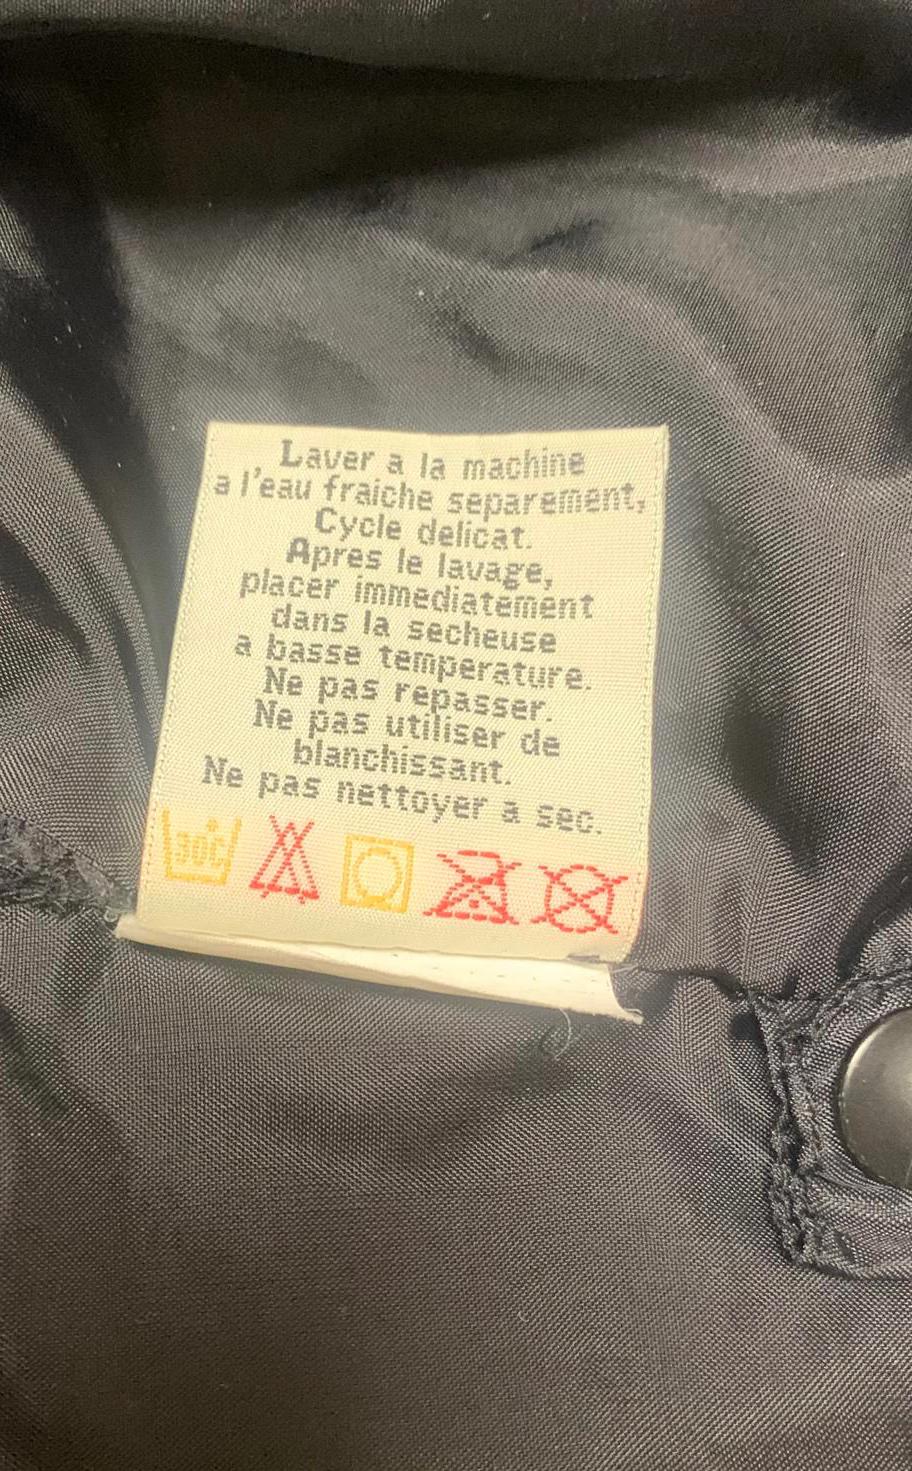 Laver a la machine
a l'eau fraiche separement,
Cycle delicat.
Apres le lavage,
placer immediatement
dans la secheuse
a basse temperature.
Ne pas repasser.
Ne pas utiliser de
blanchissant.
Ne pas nettoyer a sec.
30C